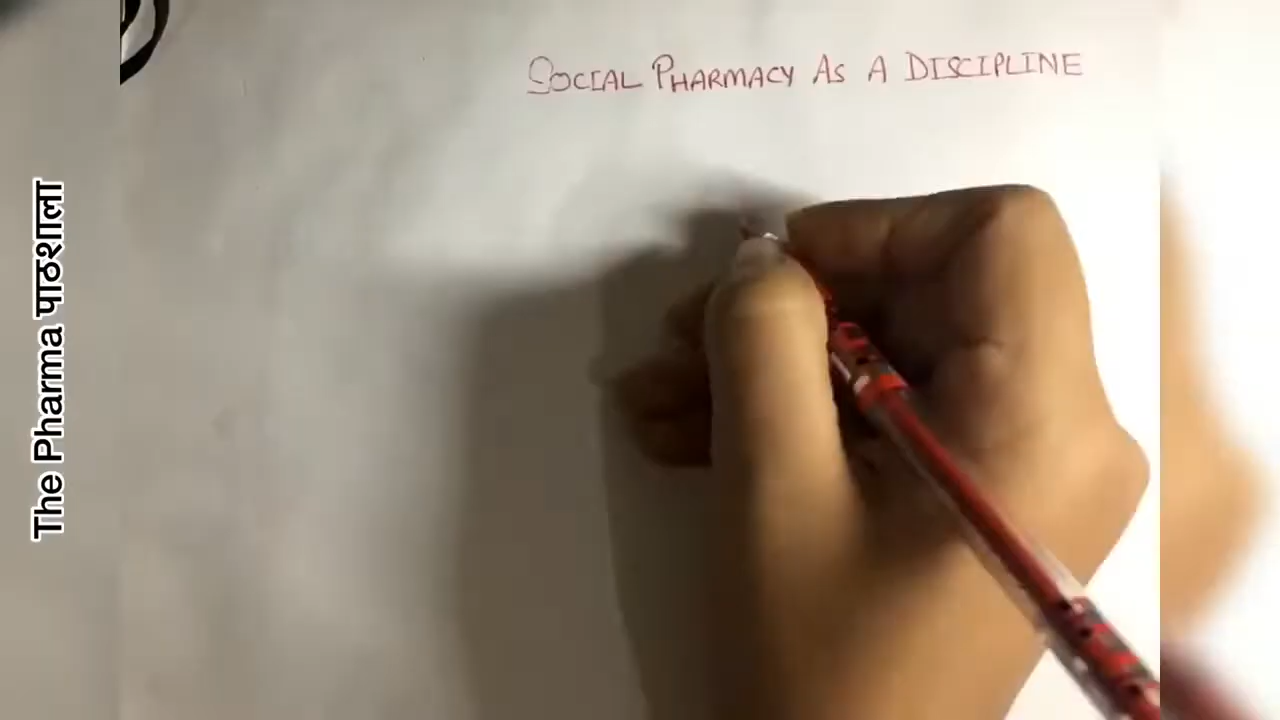 SOCIAL PHARMACY AS A DISCIPLINE
The Pharma पाठशाला